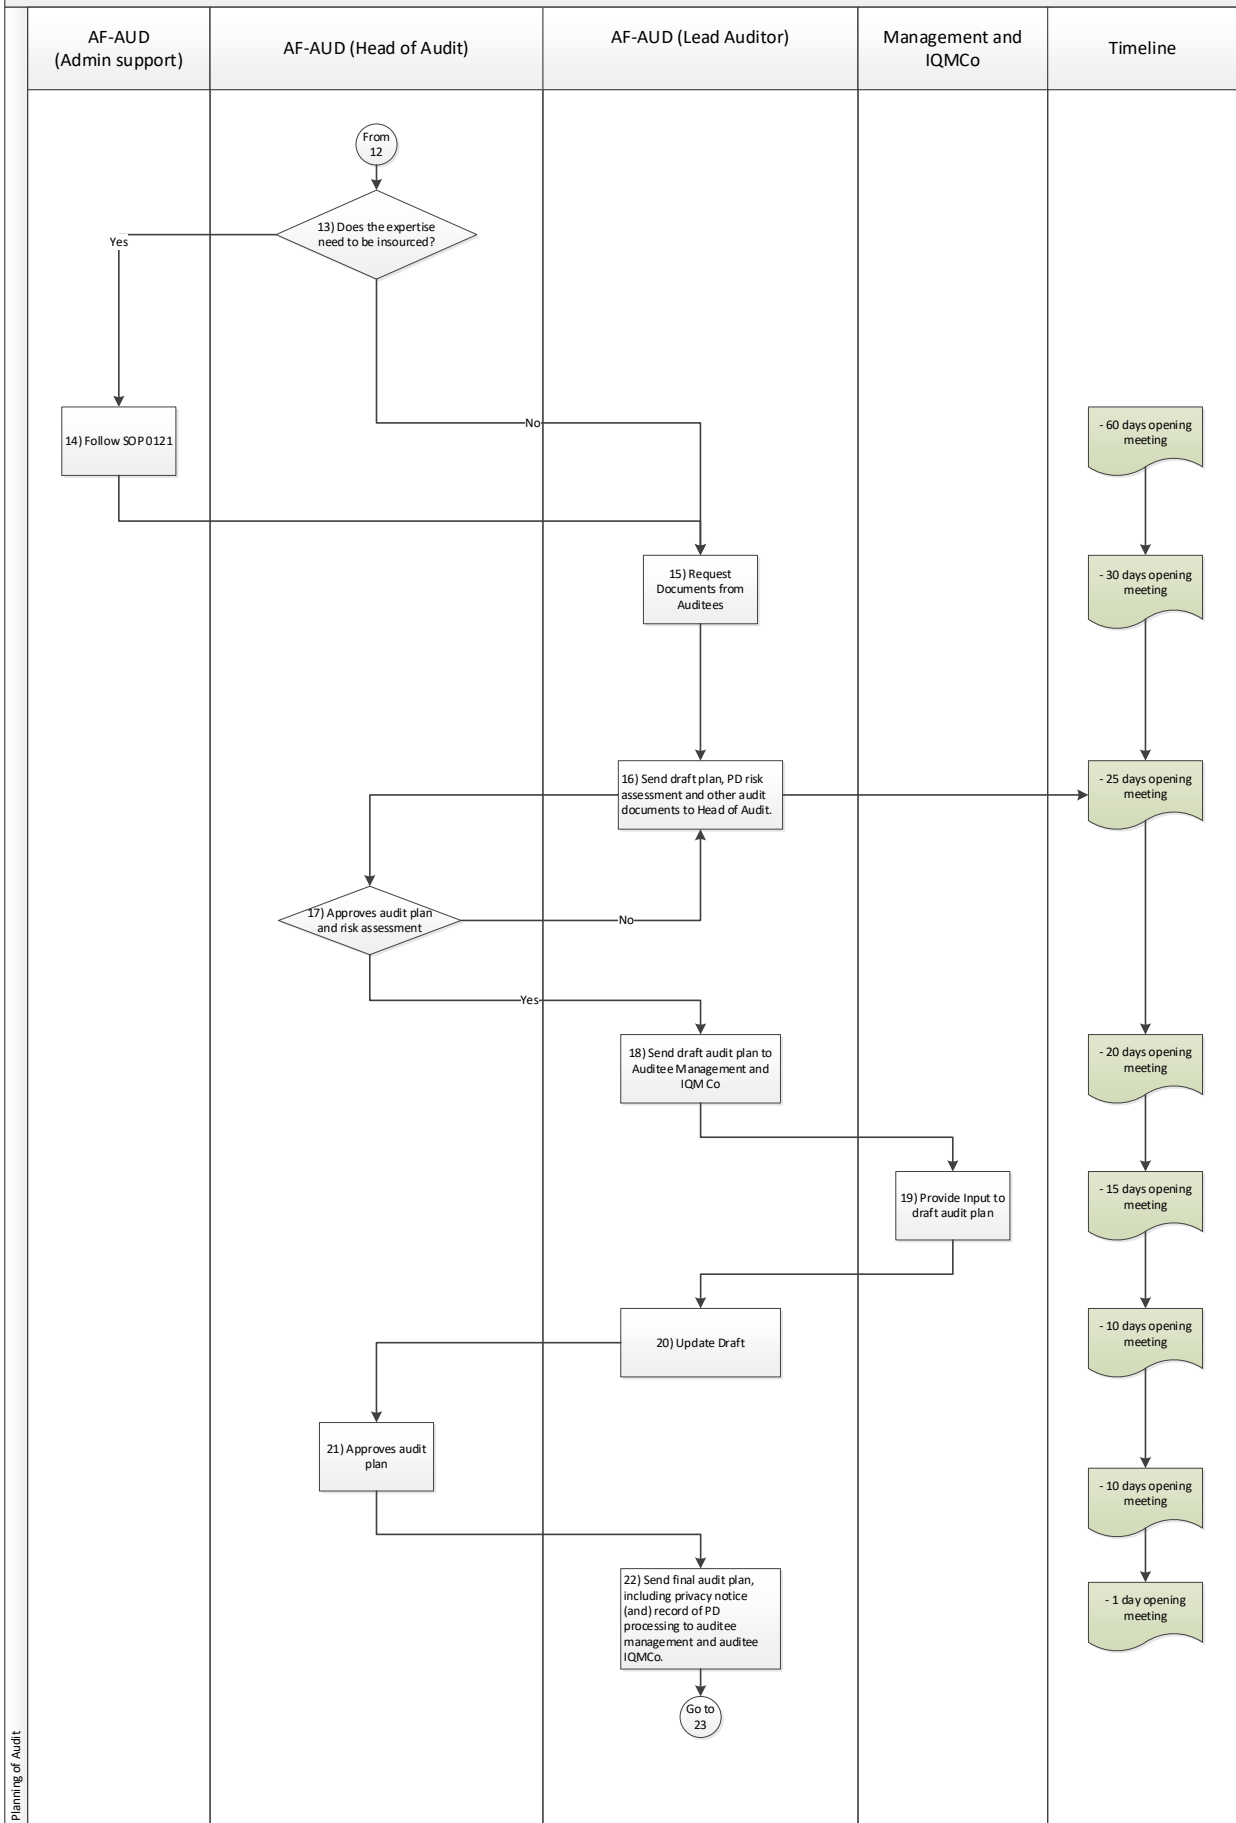 AF-AUD
(Admin support)
AF-AUD (Head of Audit)
AF-AUD (Lead Auditor)
Management and
IQMCo
Timeline
From
12
13) Does the expertise
need to be insourced?
Yes
No
14) Follow SOP 0121
- 60 days opening
meeting
15) Request
Documents from
Auditees
- 30 days opening
meeting
16) Send draft plan, PD risk
assessment and other audit
documents to Head of Audit.
- 25 days opening
meeting
17) Approves audit plan
and risk assessment
No
Yes
18) Send draft audit plan to
Auditee Management and
IQM Co
- 20 days opening
meeting
19) Provide Input to
draft audit plan
- 15 days opening
meeting
20) Update Draft
- 10 days opening
meeting
21) Approves audit
plan
- 10 days opening
meeting
22) Send final audit plan,
including privacy notice
(and) record of PD
processing to auditee
management and auditee
IQMCo.
- 1 day opening
meeting
Go to
23
Planning of Audit